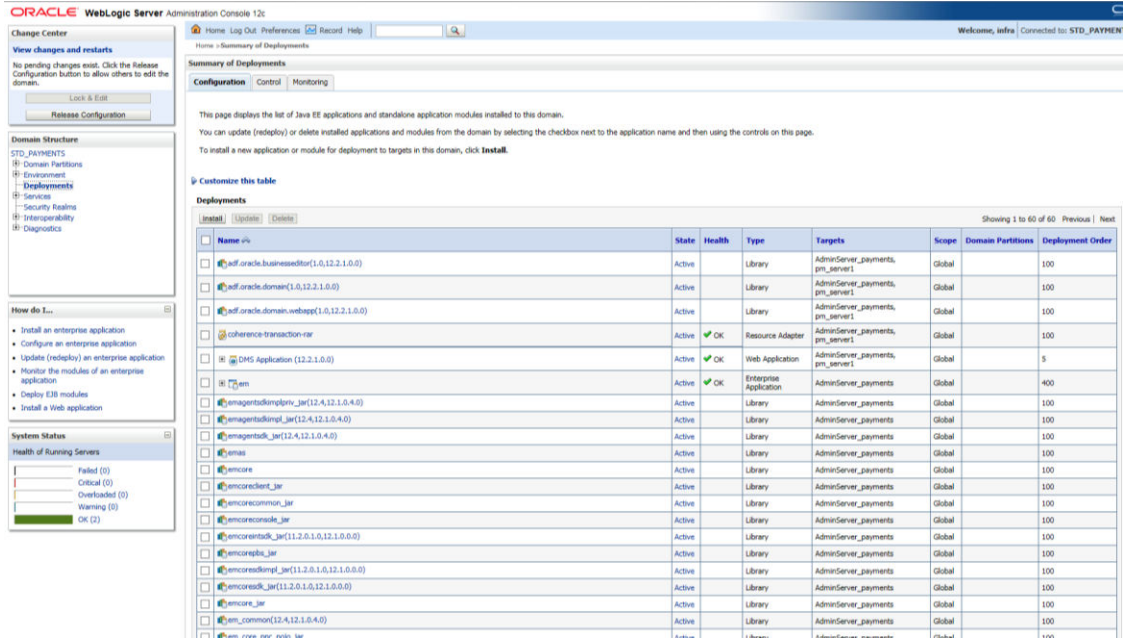 ORACLE WebLogic Server Administration Console 12c
Change Center
View changes and restarts
No pending changes exist. Click the Release
Configuration button to allow others to edit the
domain.
Lock & Edit
Release Configuration
Domain Structure
STD_PAYMENTS
Domain Partitions
Environment
Deployments
Services
Security Realms
Interoperability
Diagnostics
How do I...
Install an enterprise application
Configure an enterprise application
Update (redeploy) an enterprise application
Monitor the modules of an enterprise
application
Deploy EJB modules
Install a Web application
System Status
Health of Running Servers
Failed (0)
Critical (0)
Overloaded (0)
Warning (0)
OK (2)
Home Log Out Preferences Record Help
Welcome, infra Connected to: STD_PAYMEN
Home >Summary of Deployments
Summary of Deployments
Configuration Control Monitoring
This page displays the list of Java EE applications and standalone application modules installed to this domain.
You can update (redeploy) or delete installed applications and modules from the domain by selecting the checkbox next to the application name and then using the controls on this page.
To install a new application or module for deployment to targets in this domain, click Install.
Customize this table
Deployments
Install Update Delete Showing 1 to 60 of 60 Previous | Next
Name State Health Type Targets Scope Domain Partitions Deployment Order
adf.oracle.businesseditor(1.0,12.2.1.0.0) Active Library AdminServer_payments, pm_server1 Global 100
adf.oracle.domain(1.0,12.2.1.0.0) Active Library AdminServer_payments, pm_server1 Global 100
adf.oracle.domain.webapp(1.0,12.2.1.0.0) Active Library AdminServer_payments, pm_server1 Global 100
coherence-transaction-rar Active OK Resource Adapter AdminServer_payments, pm_server1 Global 100
DMS Application (12.2.1.0.0) Active OK Web Application AdminServer_payments, pm_server1 Global 5
em Active OK Enterprise Application AdminServer_payments Global 400
emagentsdkimplpriv_jar(12.4,12.1.0.4.0) Active Library AdminServer_payments Global 100
emagentsdkimpl_jar(12.4,12.1.0.4.0) Active Library AdminServer_payments Global 100
emagentsdk_jar(12.4,12.1.0.4.0) Active Library AdminServer_payments Global 100
emas Active Library AdminServer_payments Global 100
emcore Active Library AdminServer_payments Global 100
emcoreclient_jar Active Library AdminServer_payments Global 100
emcorecommon_jar Active Library AdminServer_payments Global 100
emcoreconsole_jar Active Library AdminServer_payments Global 100
emcoreintsdk_jar(11.2.0.1.0,12.1.0.0.0) Active Library AdminServer_payments Global 100
emcorepbs_jar Active Library AdminServer_payments Global 100
emcoresdkimpl_jar(11.2.0.1.0,12.1.0.0.0) Active Library AdminServer_payments Global 100
emcoresdk_jar(11.2.0.1.0,12.1.0.0.0) Active Library AdminServer_payments Global 100
emcore_jar Active Library AdminServer_payments Global 100
em_common(12.4,12.1.0.4.0) Active Library AdminServer_payments Global 100
Active Library AdminServer_payments Global 100